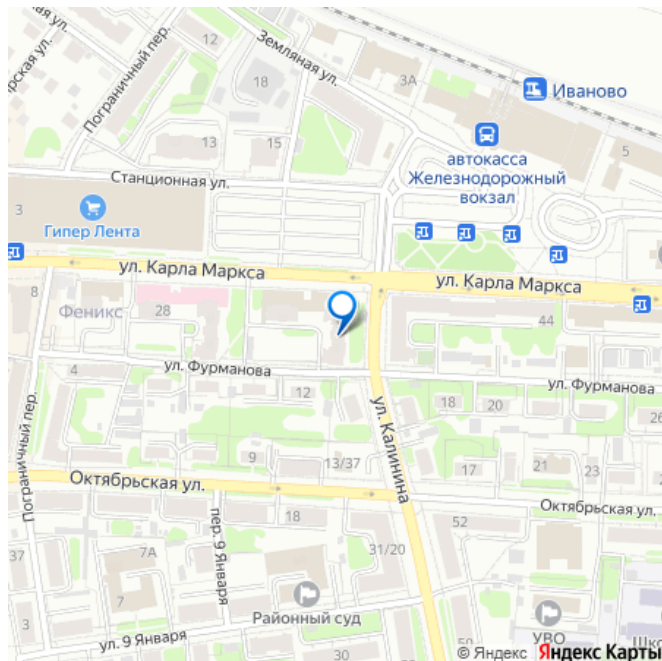 Пограничный пер.
12
Земляная ул.
3А
18
Иваново
13
15
автокасса
Железнодорожный
вокзал
5
Станционная ул.
3
Гипер Лента
ул. Карла Маркса
ул. Карла Маркса
8
Феникс
28
44
ул. Фурманова
4
12
ул. Фурманова
18
20
26
ул. Калинина
Пограничный пер.
9
13/37
17
21
23
Октябрьская ул.
Октябрьская ул.
18
52
пер. 9 Января
37
7А
31/20
7
Районный суд
50
УВО
ул. 9 Января
30
© Яндекс Яндекс Карты